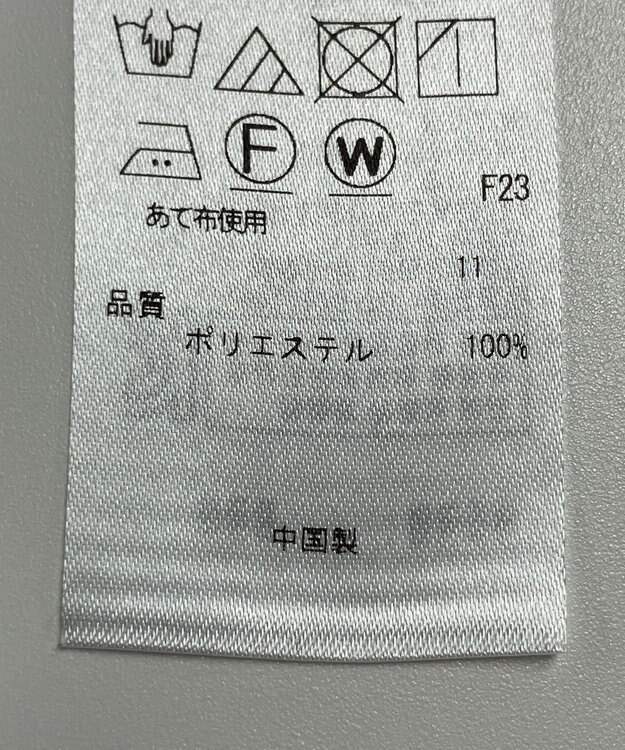 F W
F23
あて布使用
11
品質
ポリエステル 100%
中国製